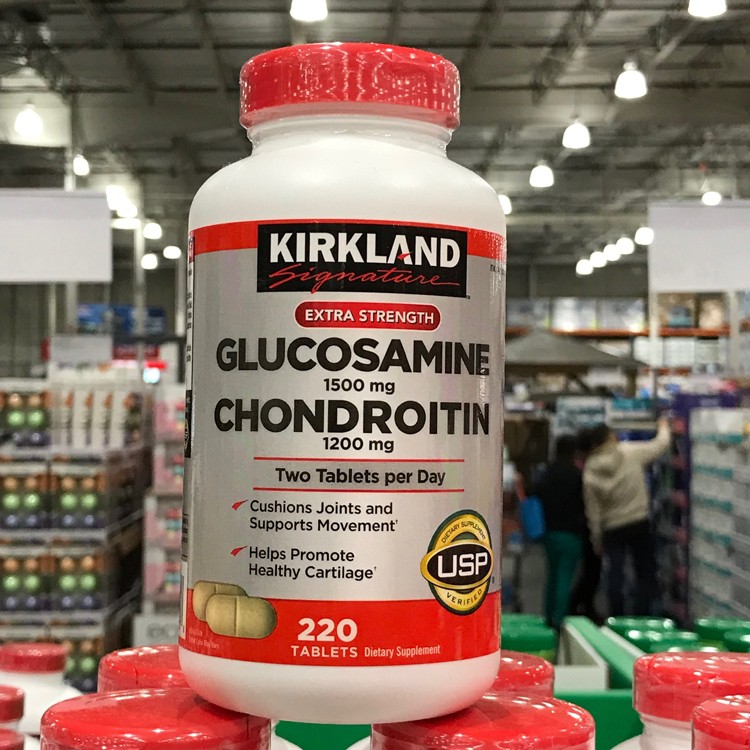 KIRKLAND
Signature
EXTRA STRENGTH
GLUCOSAMINE
1500 mg
CHONDROITIN
1200 mg
Two Tablets per Day
Cushions Joints and
Supports Movement†
Helps Promote
Healthy Cartilage†
DIETARY SUPPLEMENT
USP
VERIFIED
220
TABLETS Dietary Supplement